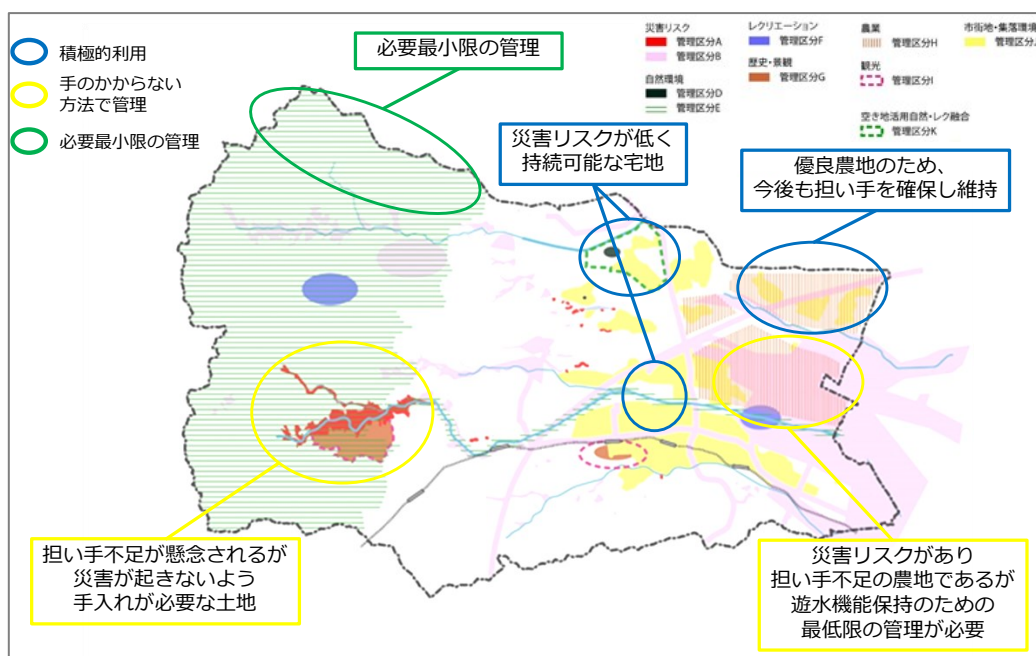 積極的利用
手のかからない
方法で管理
必要最小限の管理
必要最小限の管理
災害リスク
管理区分A
管理区分B
自然環境
管理区分D
管理区分E
レクリエーション
管理区分F
歴史・景観
管理区分G
農業
管理区分H
観光
管理区分I
空き地活用自然・レク融合
管理区分K
市街地・集落環境
管理区分
災害リスクが低く
持続可能な宅地
優良農地のため、
今後も担い手を確保し維持
担い手不足が懸念されるが
災害が起きないよう
手入れが必要な土地
災害リスクがあり
担い手不足の農地であるが
遊水機能保持のための
最低限の管理が必要